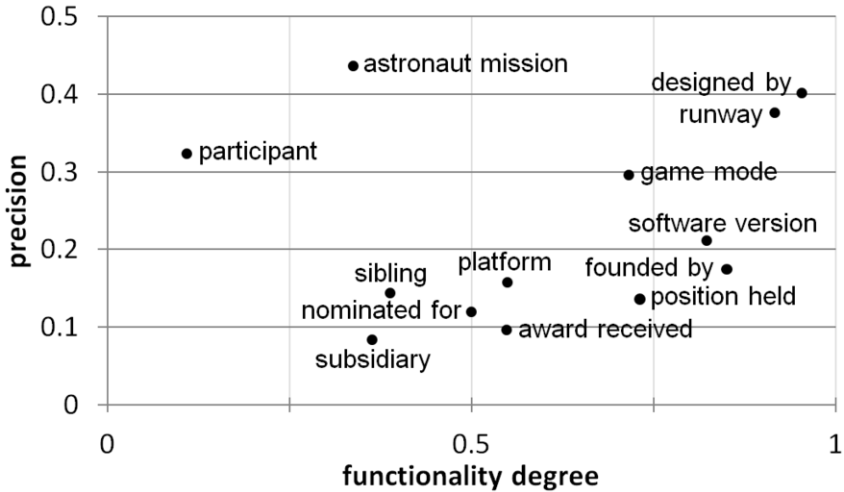 0.5
astronaut mission
designed by
0.4
runway
participant
0.3
game mode
precision
software version
0.2
sibling
platform
founded by
nominated for
position held
0.1
award received
subsidiary
0
0
0.5
1
functionality degree